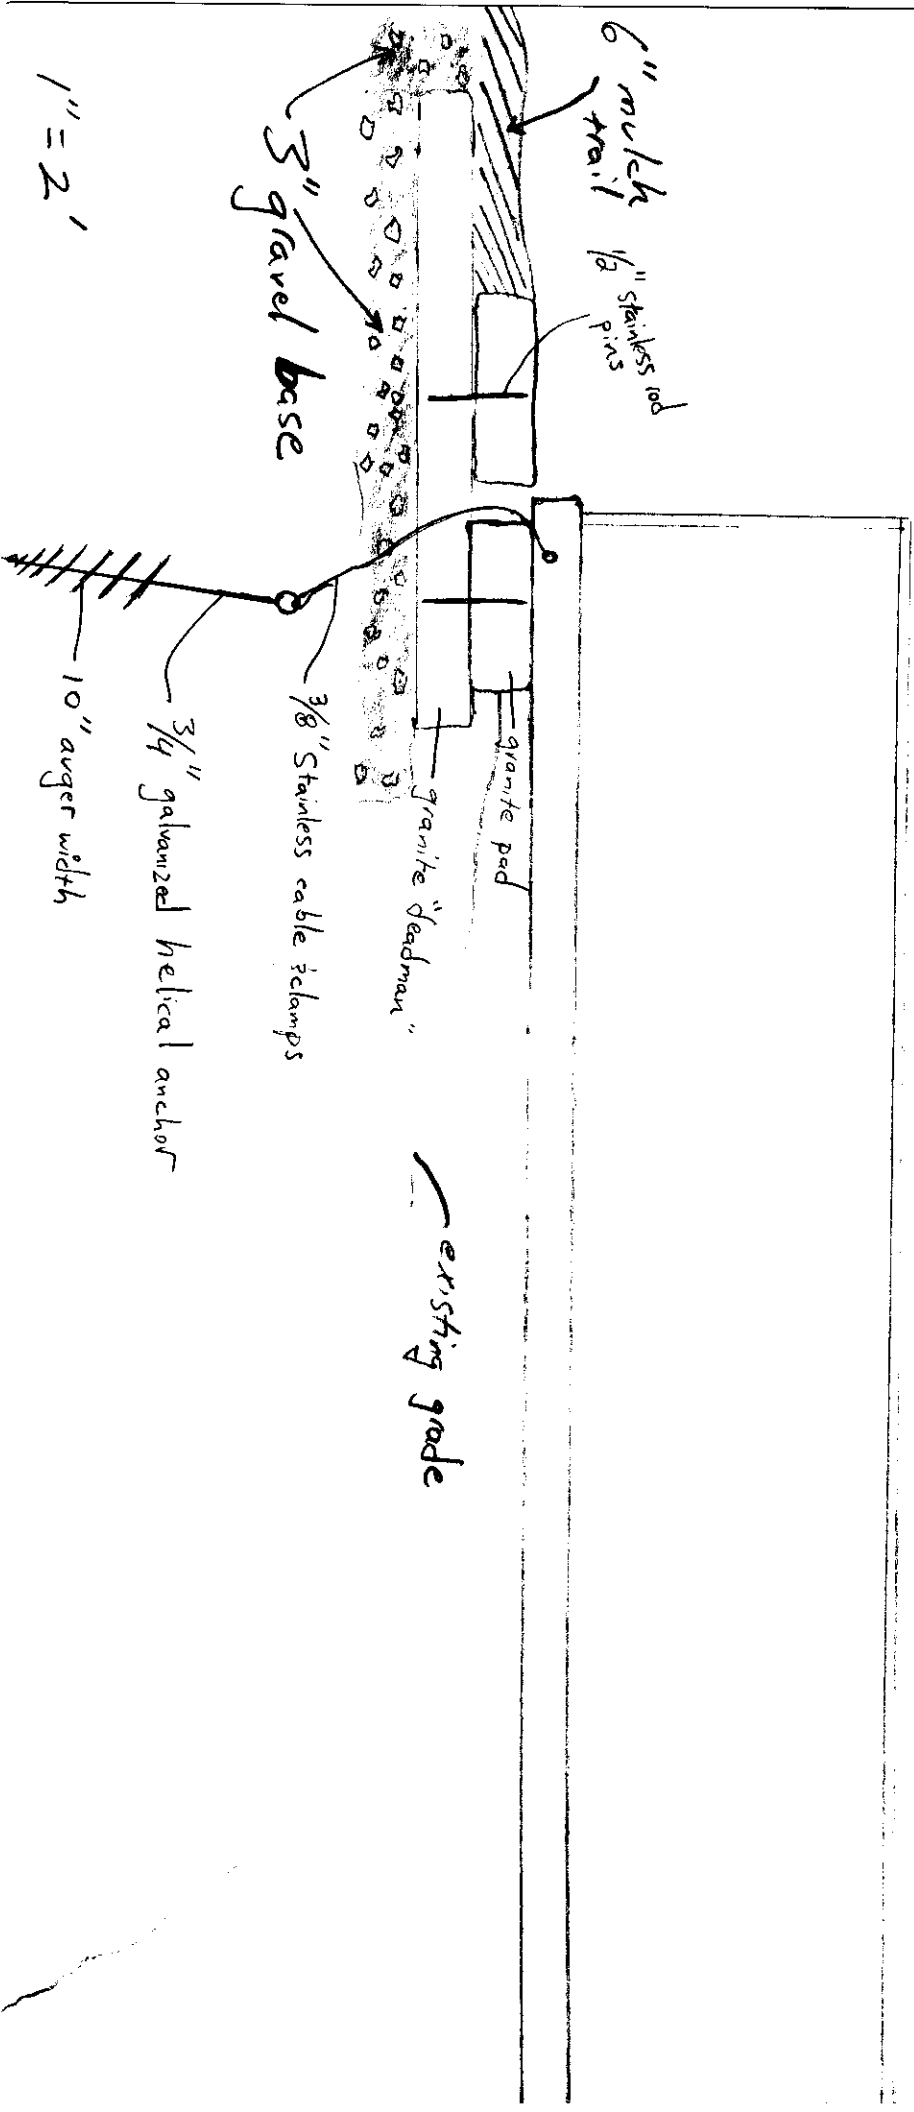 6" mulch
trail
1/2" stainless rod
pins
3" gravel base
1" = 2'
granite pad
granite "deadman"
3/8" Stainless cable & clamps
3/4" galvanized helical anchor
10" auger width
existing grade